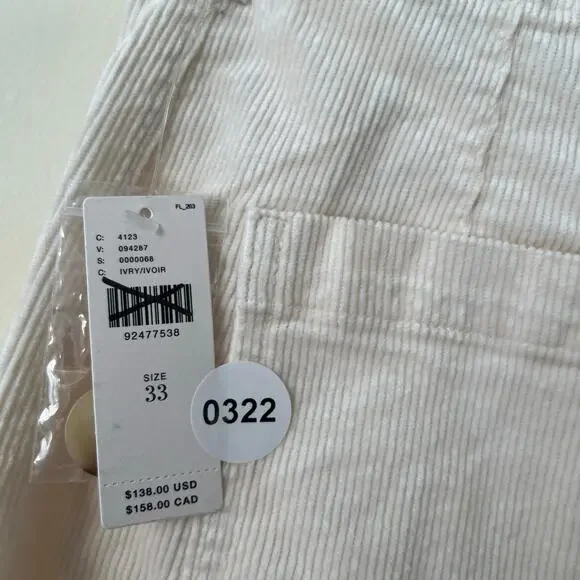 FL_263
C: 4123
V: 094287
S: 0000068
C: IVRY/IVOIR
92477538
SIZE
33
0322
$138.00 USD
$158.00 CAD